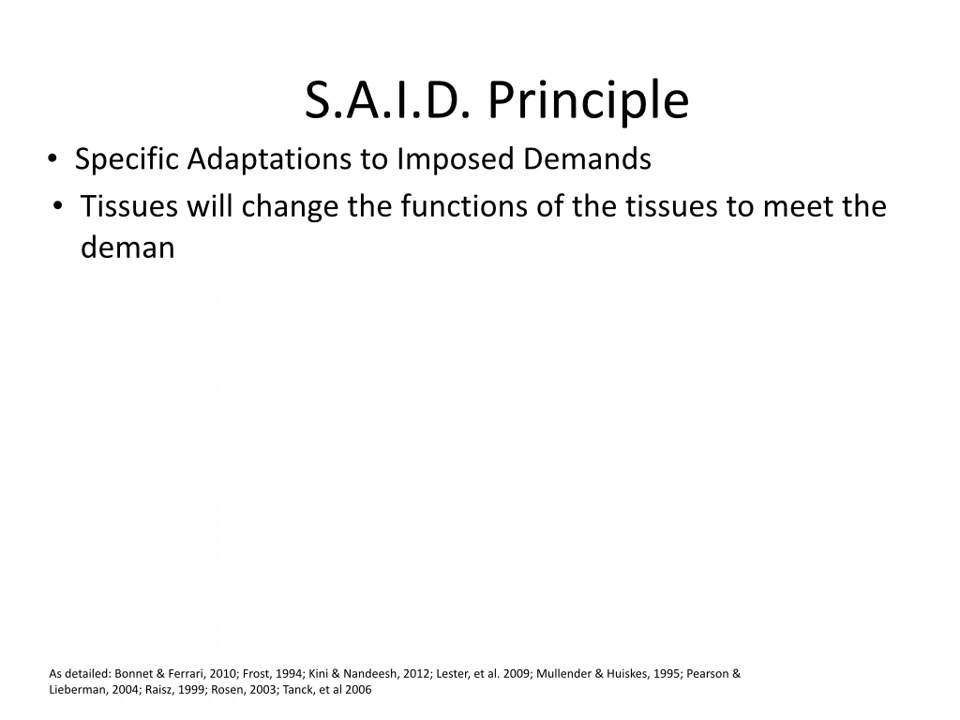 S.A.I.D. Principle
• Specific Adaptations to Imposed Demands
• Tissues will change the functions of the tissues to meet the
deman
As detailed: Bonnet & Ferrari, 2010; Frost, 1994; Kini & Nandeesh, 2012; Lester, et al. 2009; Mullender & Huiskes, 1995; Pearson &
Lieberman, 2004; Raisz, 1999; Rosen, 2003; Tanck, et al 2006